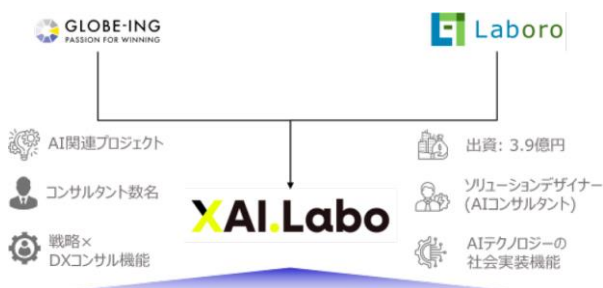 GLOBE-ING
PASSION FOR WINNING
Laboro
AI関連プロジェクト
コンサルタント数名
戦略×
DXコンサル機能
XAI.Labo
出資: 3.9億円
ソリューションデザイナー
(AIコンサルタント)
AIテクノロジーの
社会実装機能